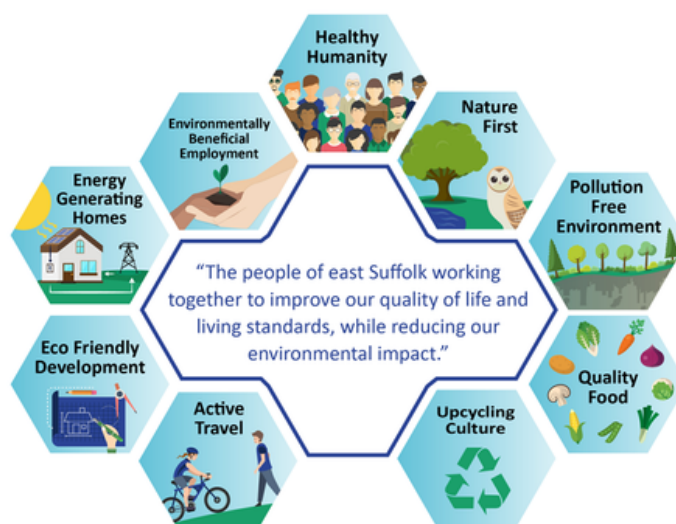 Healthy
Humanity
Nature
First
Pollution
Free
Environment
Quality
Food
Upcycling
Culture
Active
Travel
Eco Friendly
Development
Energy
Generating
Homes
Environmentally
Beneficial
Employment
“The people of east Suffolk working
together to improve our quality of life and
living standards, while reducing our
environmental impact.”